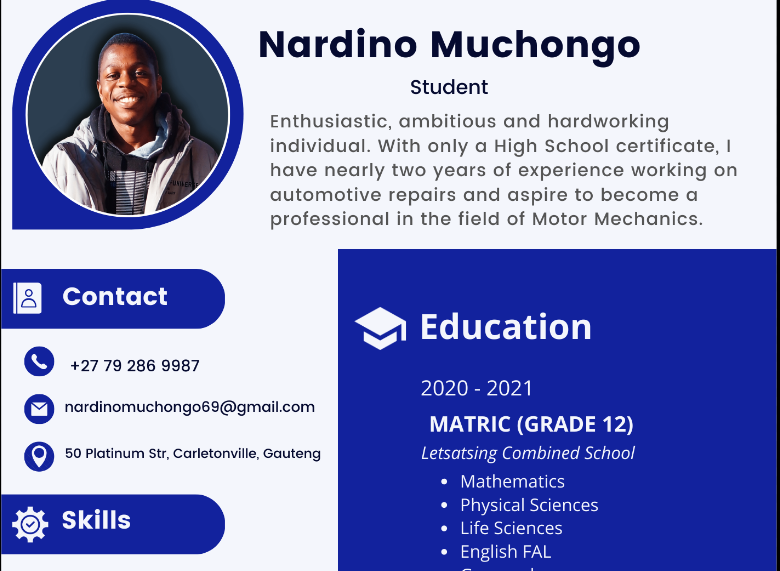 Nardino Muchongo
Student
Enthusiastic, ambitious and hardworking
individual. With only a High School certificate, I
have nearly two years of experience working on
automotive repairs and aspire to become a
professional in the field of Motor Mechanics.
Contact
+27 79 286 9987
nardinomuchongo69@gmail.com
50 Platinum Str, Carletonville, Gauteng
Skills
Education
2020 - 2021
MATRIC (GRADE 12)
Letsatsing Combined School
• Mathematics
• Physical Sciences
• Life Sciences
• English FAL